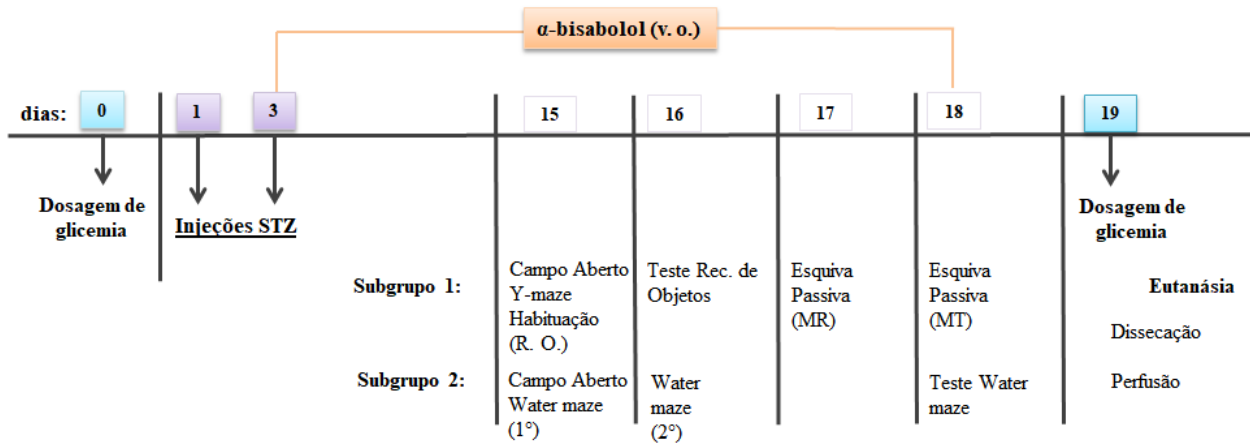 α-bisabolol (v. o.)
dias: 0 1 3 15 16 17 18 19
Dosagem de
glicemia
Injeções STZ
Dosagem de
glicemia
Subgrupo 1:
Campo Aberto
Y-maze
Habituação
(R. O.)
Teste Rec. de
Objetos
Esquiva
Passiva
(MR)
Esquiva
Passiva
(MT)
Eutanásia
Dissecação
Subgrupo 2:
Campo Aberto
Water maze
(1°)
Water
maze
(2°)
Teste Water
maze
Perfusão